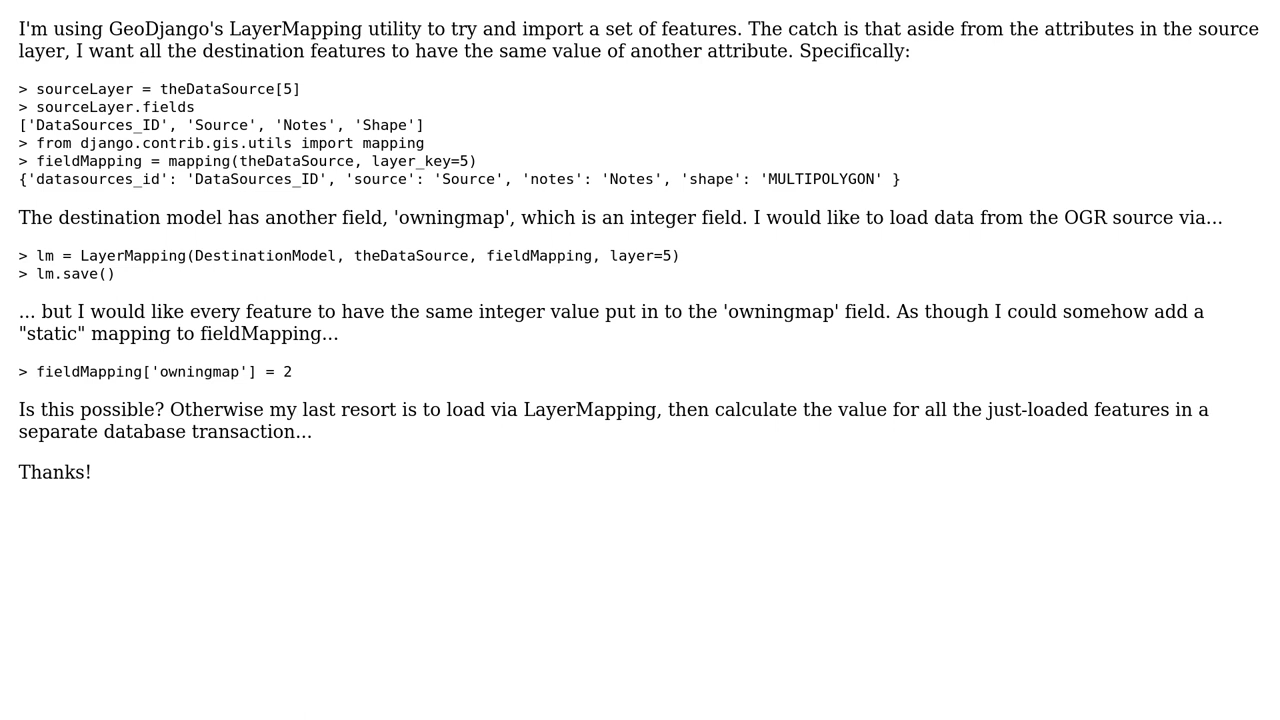 I'm using GeoDjango's LayerMapping utility to try and import a set of features. The catch is that aside from the attributes in the source
layer, I want all the destination features to have the same value of another attribute. Specifically:
> sourceLayer = theDataSource[5]
> sourceLayer.fields
['DataSources_ID', 'Source', 'Notes', 'Shape']
> from django.contrib.gis.utils import mapping
> fieldMapping = mapping(theDataSource, layer_key=5)
{'datasources_id': 'DataSources_ID', 'source': 'Source', 'notes': 'Notes', 'shape': 'MULTIPOLYGON' }
The destination model has another field, 'owningmap', which is an integer field. I would like to load data from the OGR source via...
> lm = LayerMapping(DestinationModel, theDataSource, fieldMapping, layer=5)
> lm.save()
... but I would like every feature to have the same integer value put in to the 'owningmap' field. As though I could somehow add a
"static" mapping to fieldMapping...
> fieldMapping['owningmap'] = 2
Is this possible? Otherwise my last resort is to load via LayerMapping, then calculate the value for all the just-loaded features in a
separate database transaction...
Thanks!